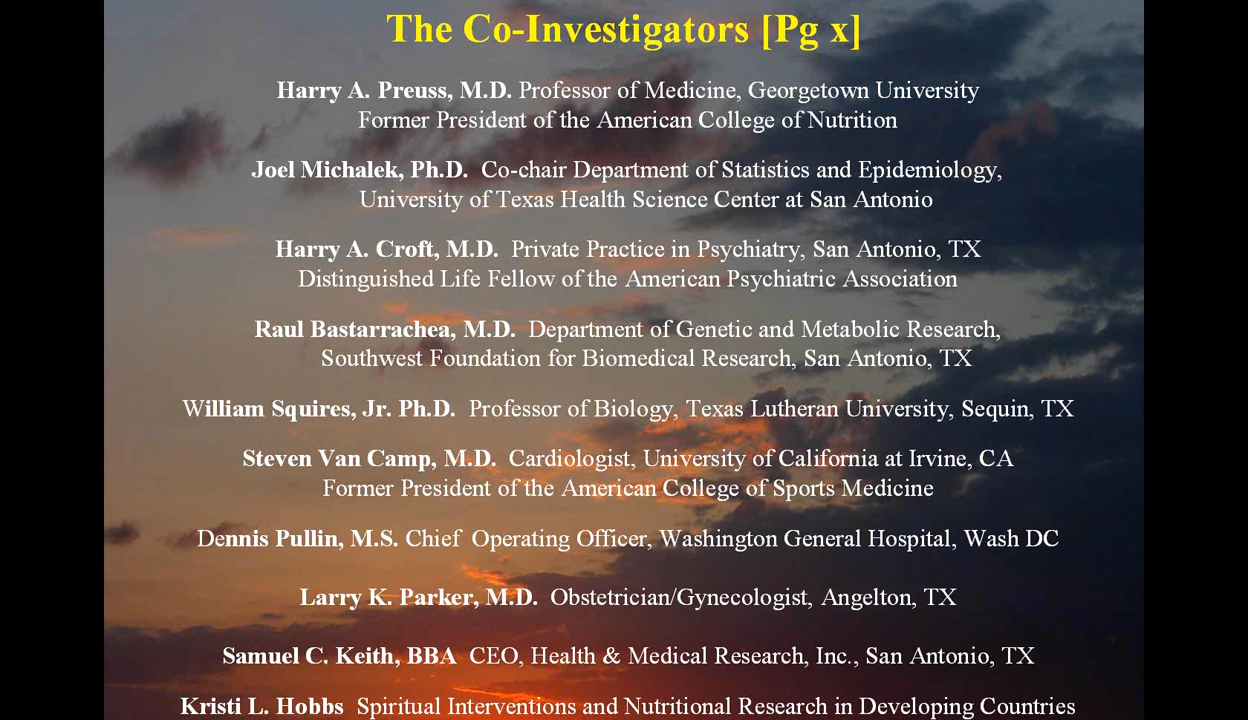 The Co-Investigators [Pg x]
Harry A. Preuss, M.D. Professor of Medicine, Georgetown University
Former President of the American College of Nutrition
Joel Michalek, Ph.D. Co-chair Department of Statistics and Epidemiology,
University of Texas Health Science Center at San Antonio
Harry A. Croft, M.D. Private Practice in Psychiatry, San Antonio, TX
Distinguished Life Fellow of the American Psychiatric Association
Raul Bastarrachea, M.D. Department of Genetic and Metabolic Research,
Southwest Foundation for Biomedical Research, San Antonio, TX
William Squires, Jr. Ph.D. Professor of Biology, Texas Lutheran University, Sequin, TX
Steven Van Camp, M.D. Cardiologist, University of California at Irvine, CA
Former President of the American College of Sports Medicine
Dennis Pullin, M.S. Chief Operating Officer, Washington General Hospital, Wash DC
Larry K. Parker, M.D. Obstetrician/Gynecologist, Angelton, TX
Samuel C. Keith, BBA CEO, Health & Medical Research, Inc., San Antonio, TX
Kristi L. Hobbs Spiritual Interventions and Nutritional Research in Developing Countries